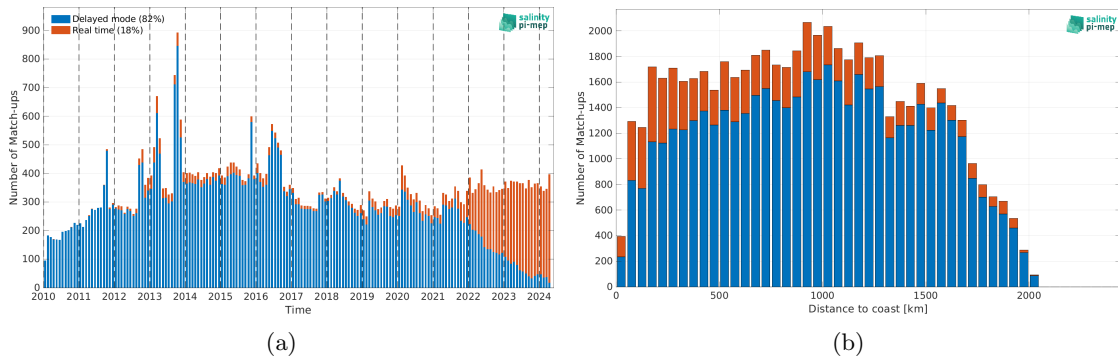 Delayed mode (82%)
Real time (18%)
salinity
pi-mep
Number of Match-ups
900
800
700
600
500
400
300
200
100
0
2010 2011 2012 2013 2014 2015 2016 2017 2018 2019 2020 2021 2022 2023 2024
Time
(a)
salinity
pi-mep
Number of Match-ups
2000
1800
1600
1400
1200
1000
800
600
400
200
0
0 500 1000 1500 2000
Distance to coast [km]
(b)